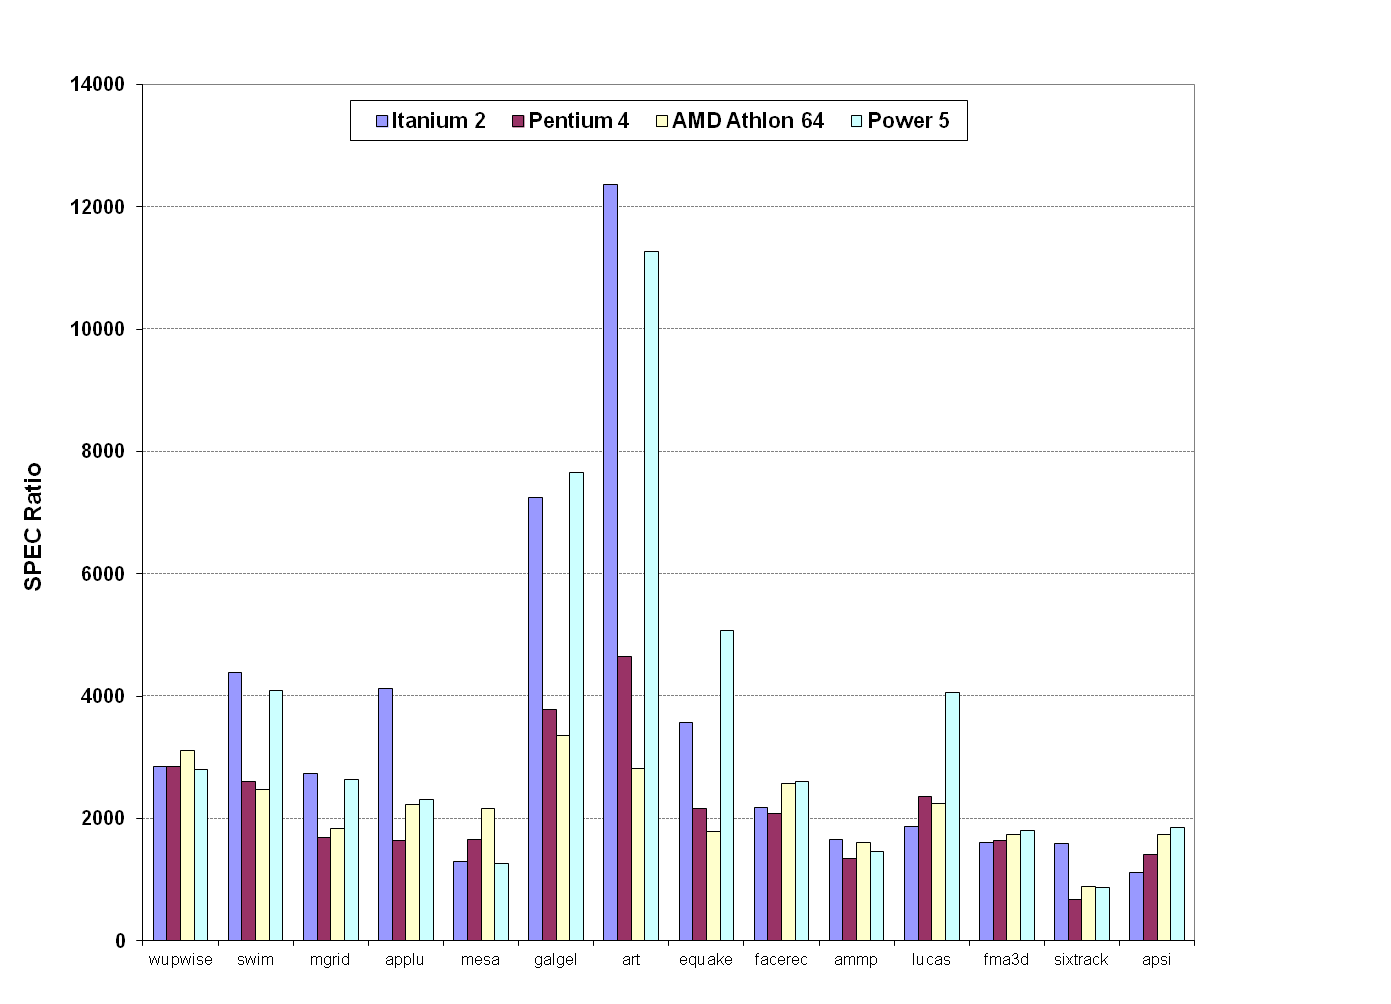 14000
Itanium 2 Pentium 4 AMD Athlon 64 Power 5
12000
10000
8000
6000
4000
2000
0
SPEC Ratio
wupwise swim mgrid applu mesa galgel art equake facerec ammp lucas fma3d sixtrack apsi